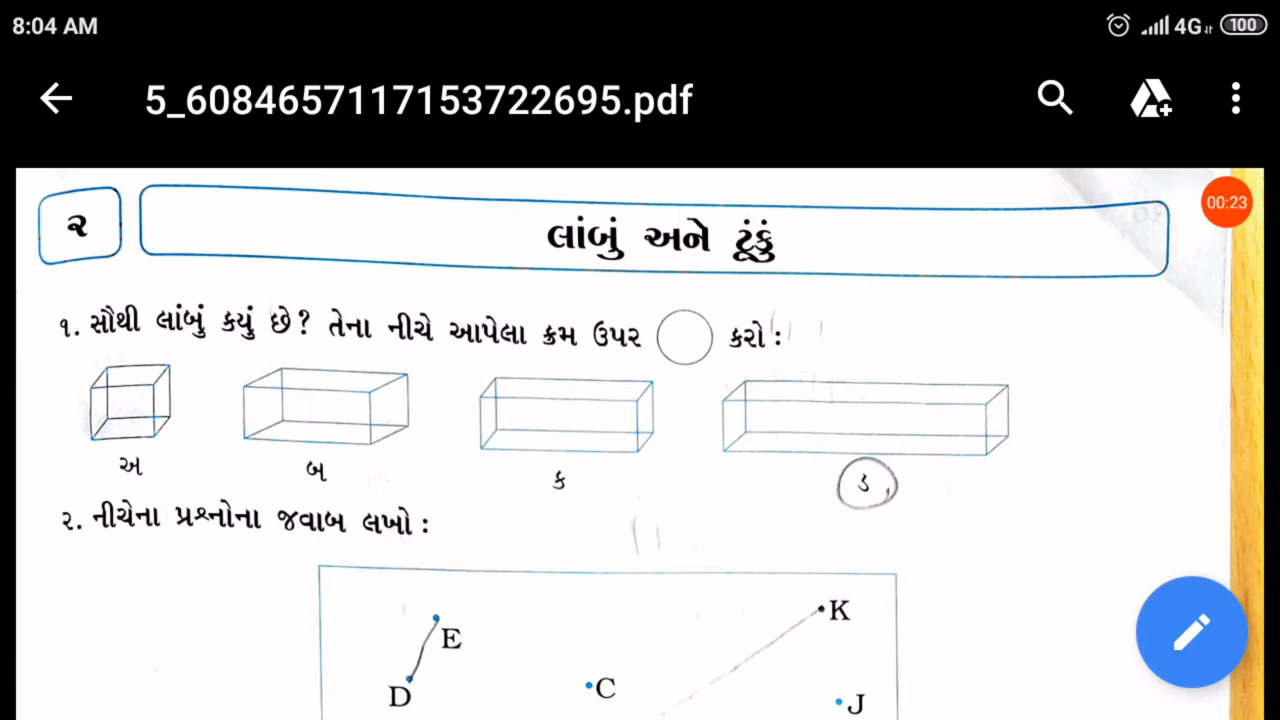 8:04 AM
4G 100
5_6084657117153722695.pdf
00:23
૨
લાંબું અને ટૂંકું
૧. સૌથી લાંબું કયું છે? તેના નીચે આપેલા ક્રમ ઉપર કરો :
અ બ ક ડ
૨. નીચેના પ્રશ્નોના જવાબ લખો :
K
E
D C J